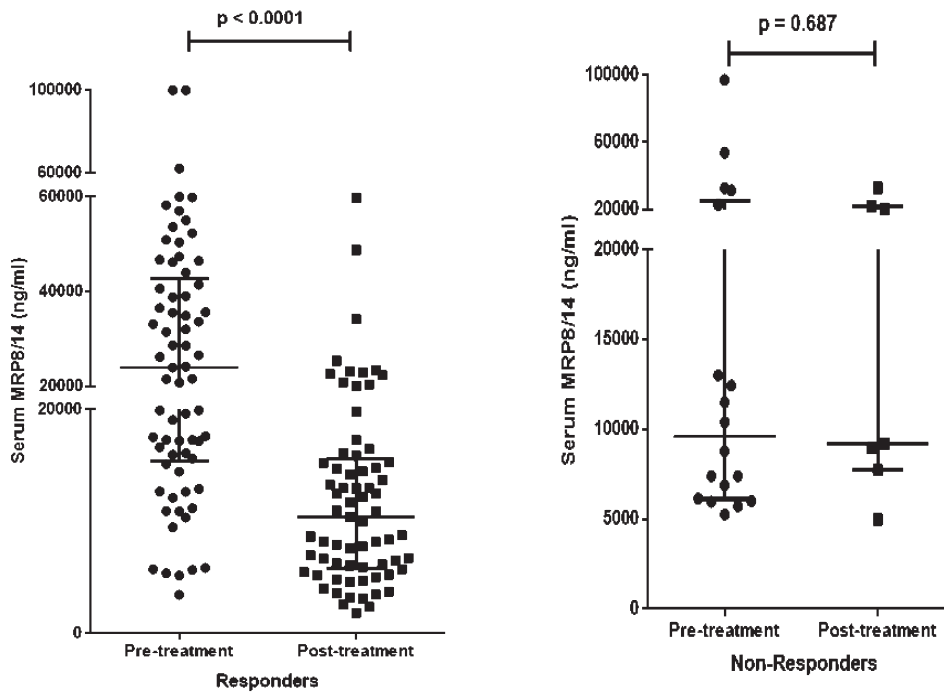 p < 0.0001
100000
60000
60000
40000
20000
20000
0
Serum MRP8/14 (ng/ml)
Pre-treatment
Post-treatment
Responders
p = 0.687
100000
60000
20000
20000
15000
10000
5000
0
Serum MRP8/14 (ng/ml)
Pre-treatment
Post-treatment
Non-Responders